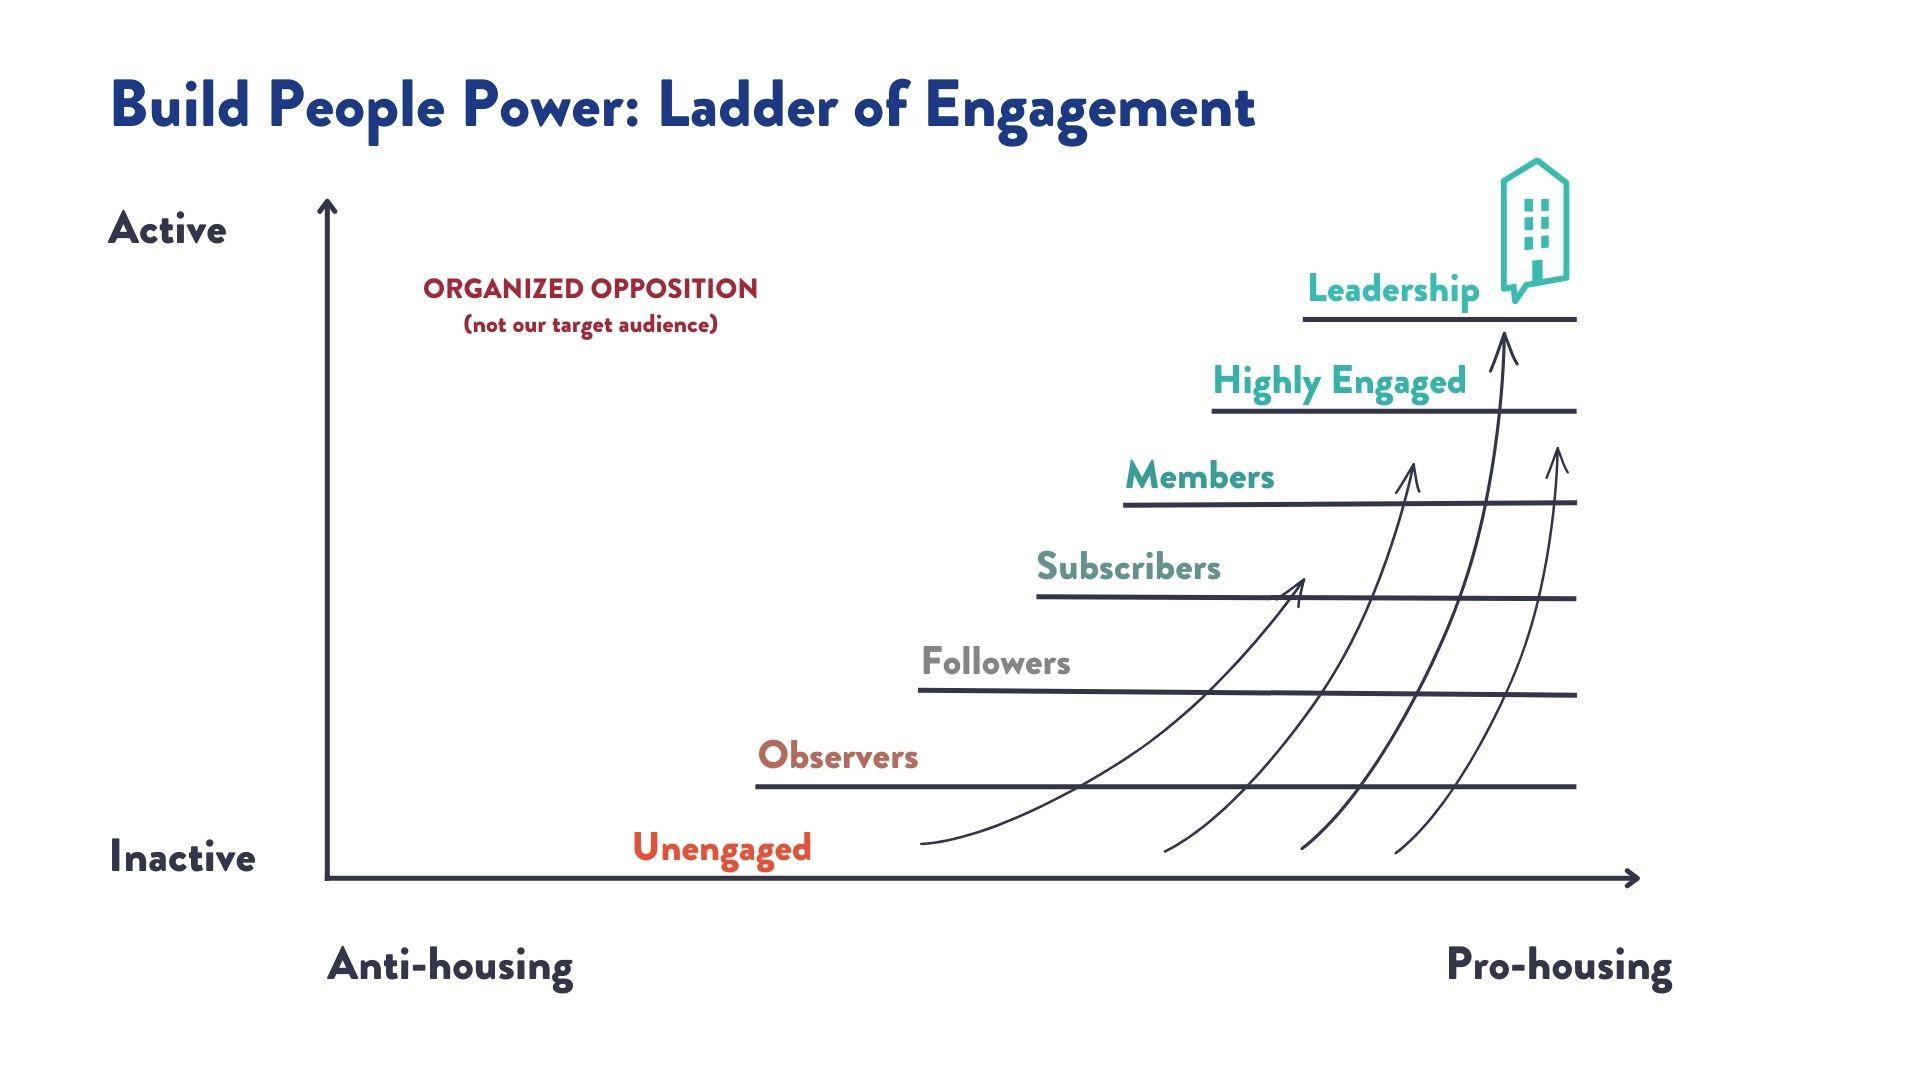 Build People Power: Ladder of Engagement
Active
ORGANIZED OPPOSITION
(not our target audience)
Leadership
Highly Engaged
Members
Subscribers
Followers
Observers
Unengaged
Inactive
Anti-housing
Pro-housing